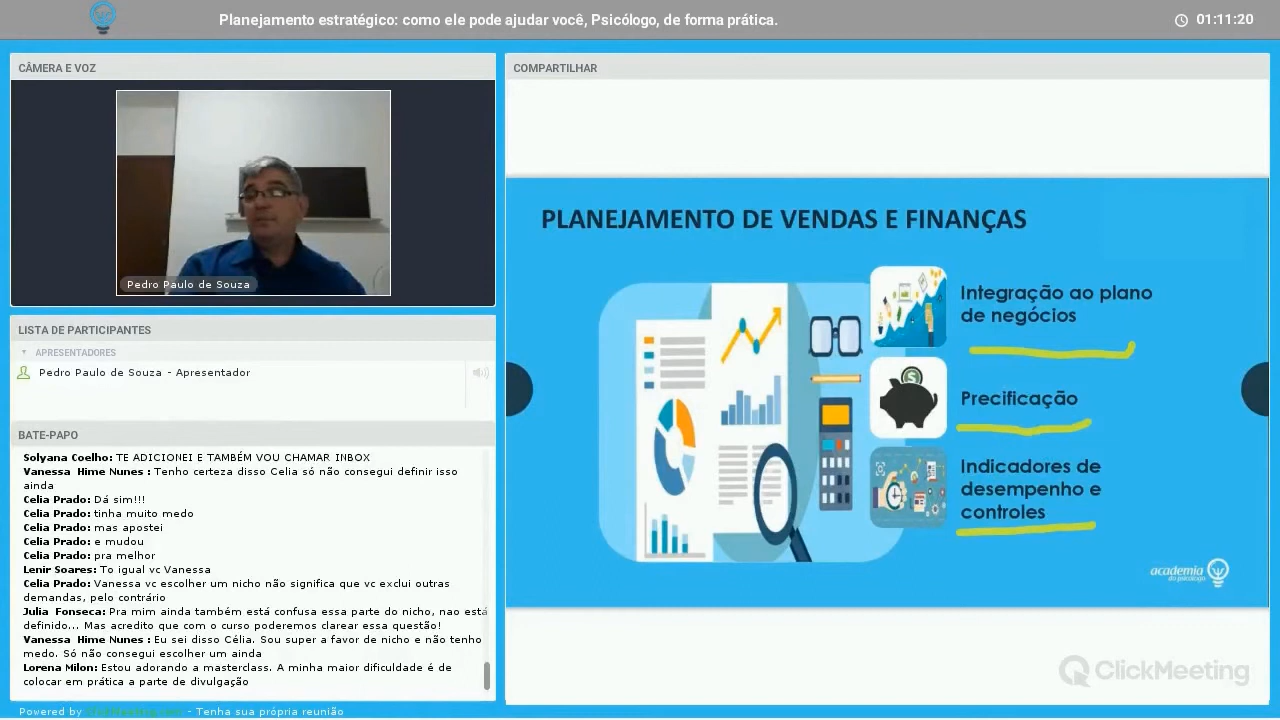 Planejamento estratégico: como ele pode ajudar você, Psicólogo, de forma prática.
01:11:20
CÂMERA E VOZ
Pedro Paulo de Souza
LISTA DE PARTICIPANTES
APRESENTADORES
Pedro Paulo de Souza - Apresentador
BATE-PAPO
Solyana Coelho: TE ADICIONEI E TAMBÉM VOU CHAMAR INBOX
Vanessa Hime Nunes : Tenho certeza disso Celia só não consegui definir isso
ainda
Celia Prado: Dá sim!!!
Celia Prado: tinha muito medo
Celia Prado: mas apostei
Celia Prado: e mudou
Celia Prado: pra melhor
Lenir Soares: To igual vc Vanessa
Celia Prado: Vanessa vc escolher um nicho não significa que vc exclui outras
demandas, pelo contrário
Julia Fonseca: Pra mim ainda também está confusa essa parte do nicho, nao está
definido... Mas acredito que com o curso poderemos clarear essa questão!
Vanessa Hime Nunes : Eu sei disso Célia. Sou super a favor de nicho e não tenho
medo. Só não consegui escolher um ainda
Lorena Milon: Estou adorando a masterclass. A minha maior dificuldade é de
colocar em prática a parte de divulgação
Powered by - Tenha sua própria reunião
COMPARTILHAR
PLANEJAMENTO DE VENDAS E FINANÇAS
Integração ao plano
de negócios
Precificação
Indicadores de
desempenho e
controles
academia
do psicólogo
ClickMeeting